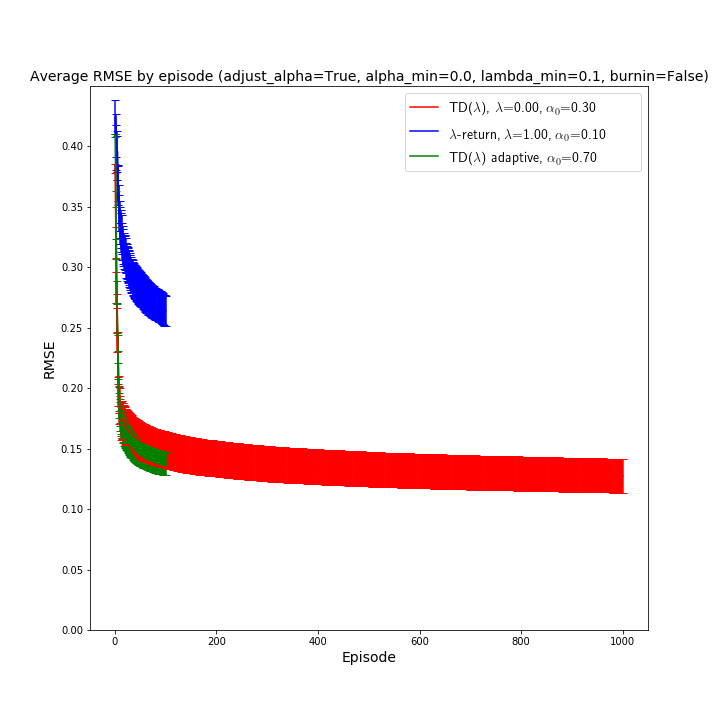 Average RMSE by episode (adjust_alpha=True, alpha_min=0.0, lambda_min=0.1, burnin=False)
TD(λ), λ=0.00, α₀=0.30
λ-return, λ=1.00, α₀=0.10
TD(λ) adaptive, α₀=0.70
RMSE
0.40
0.35
0.30
0.25
0.20
0.15
0.10
0.05
0.00
0 200 400 600 800 1000
Episode